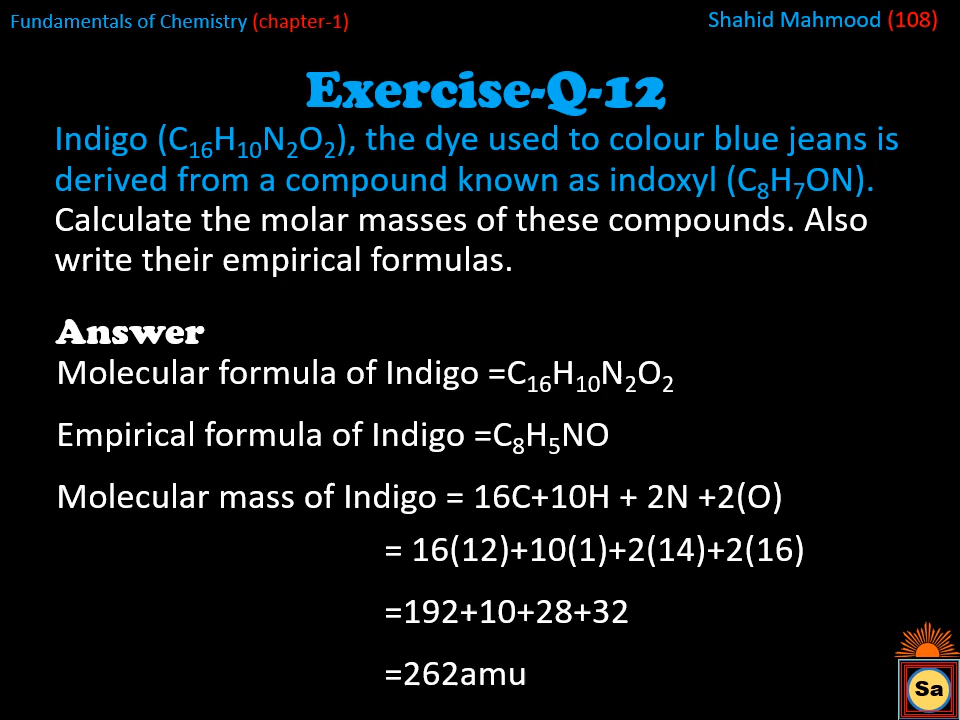 Fundamentals of Chemistry (chapter-1)
Shahid Mahmood (108)
Exercise-Q-12
Indigo (C₁₆H₁₀N₂O₂), the dye used to colour blue jeans is
derived from a compound known as indoxyl (C₈H₇ON).
Calculate the molar masses of these compounds. Also
write their empirical formulas.
Answer
Molecular formula of Indigo =C₁₆H₁₀N₂O₂
Empirical formula of Indigo =C₈H₅NO
Molecular mass of Indigo = 16C+10H + 2N +2(O)
= 16(12)+10(1)+2(14)+2(16)
=192+10+28+32
=262amu
Sa